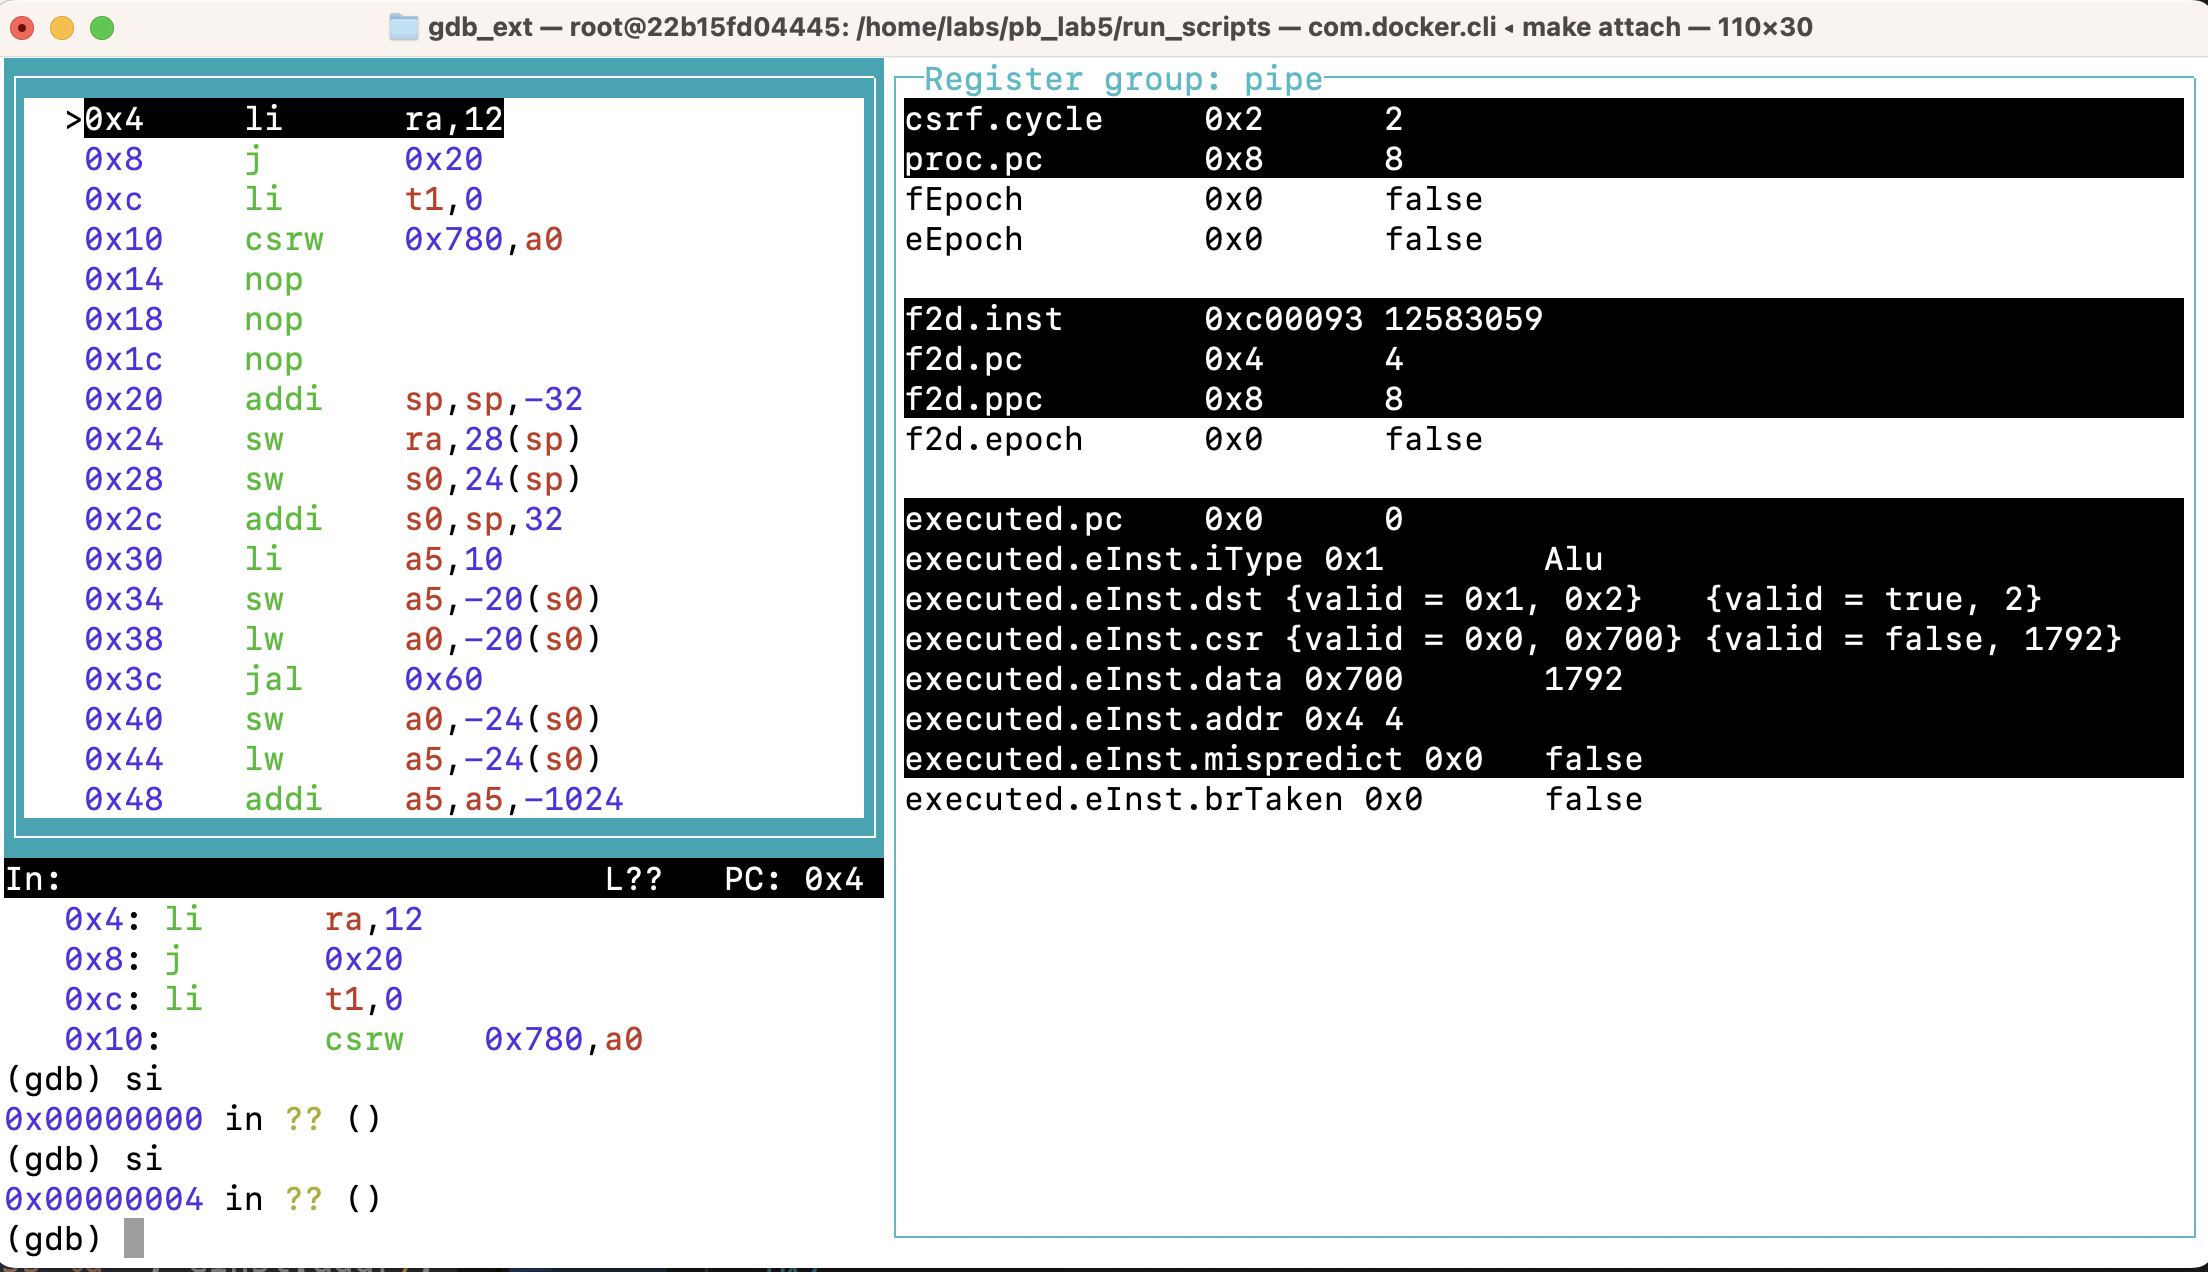 gdb_ext — root@22b15fd04445: /home/labs/pb_lab5/run_scripts — com.docker.cli ◂ make attach — 110×30
>0x4 li ra,12
0x8 j 0x20
0xc li t1,0
0x10 csrw 0x780,a0
0x14 nop
0x18 nop
0x1c nop
0x20 addi sp,sp,-32
0x24 sw ra,28(sp)
0x28 sw s0,24(sp)
0x2c addi s0,sp,32
0x30 li a5,10
0x34 sw a5,-20(s0)
0x38 lw a0,-20(s0)
0x3c jal 0x60
0x40 sw a0,-24(s0)
0x44 lw a5,-24(s0)
0x48 addi a5,a5,-1024
In: L?? PC: 0x4
0x4: li ra,12
0x8: j 0x20
0xc: li t1,0
0x10: csrw 0x780,a0
(gdb) si
0x00000000 in ?? ()
(gdb) si
0x00000004 in ?? ()
(gdb)
Register group: pipe
csrf.cycle 0x2 2
proc.pc 0x8 8
fEpoch 0x0 false
eEpoch 0x0 false
f2d.inst 0xc00093 12583059
f2d.pc 0x4 4
f2d.ppc 0x8 8
f2d.epoch 0x0 false
executed.pc 0x0 0
executed.eInst.iType 0x1 Alu
executed.eInst.dst {valid = 0x1, 0x2} {valid = true, 2}
executed.eInst.csr {valid = 0x0, 0x700} {valid = false, 1792}
executed.eInst.data 0x700 1792
executed.eInst.addr 0x4 4
executed.eInst.mispredict 0x0 false
executed.eInst.brTaken 0x0 false